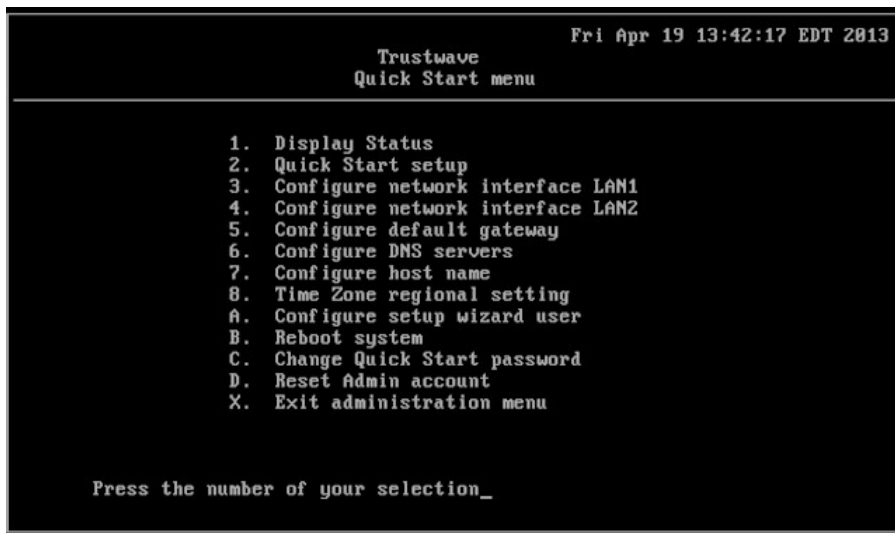 Fri Apr 19 13:42:17 EDT 2013
Trustwave
Quick Start menu
1. Display Status
2. Quick Start setup
3. Configure network interface LAN1
4. Configure network interface LAN2
5. Configure default gateway
6. Configure DNS servers
7. Configure host name
8. Time Zone regional setting
A. Configure setup wizard user
B. Reboot system
C. Change Quick Start password
D. Reset Admin account
X. Exit administration menu
Press the number of your selection_